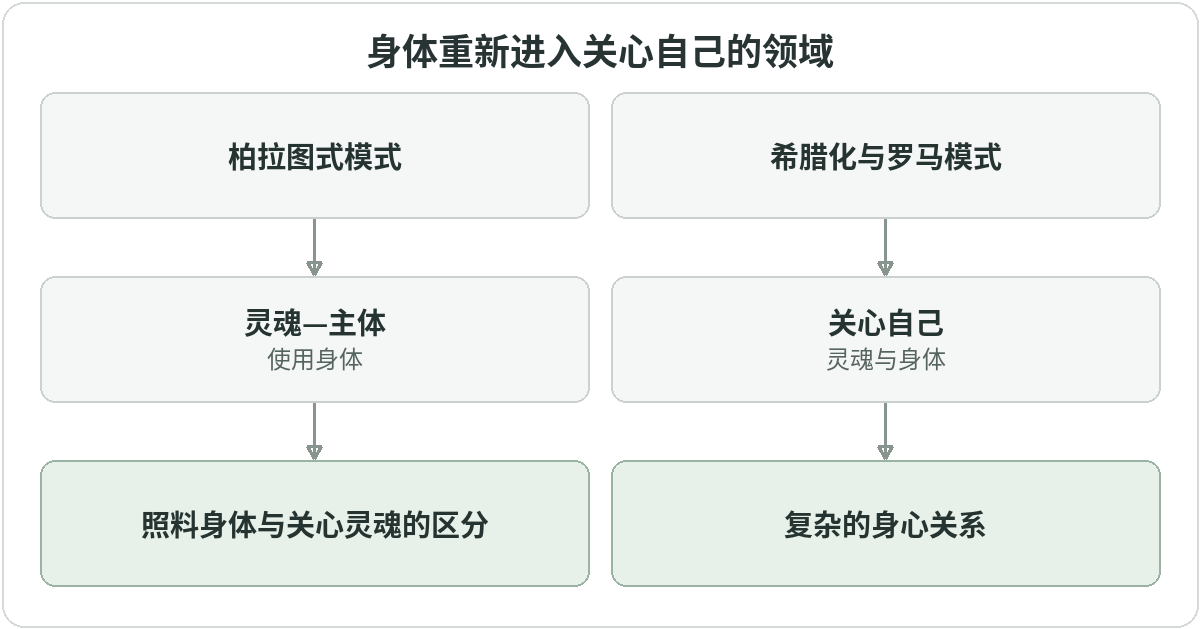 身体重新进入关心自己的领域
柏拉图式模式
希腊化与罗马模式
灵魂—主体
使用身体
关心自己
灵魂与身体
照料身体与关心灵魂的区分
复杂的身心关系